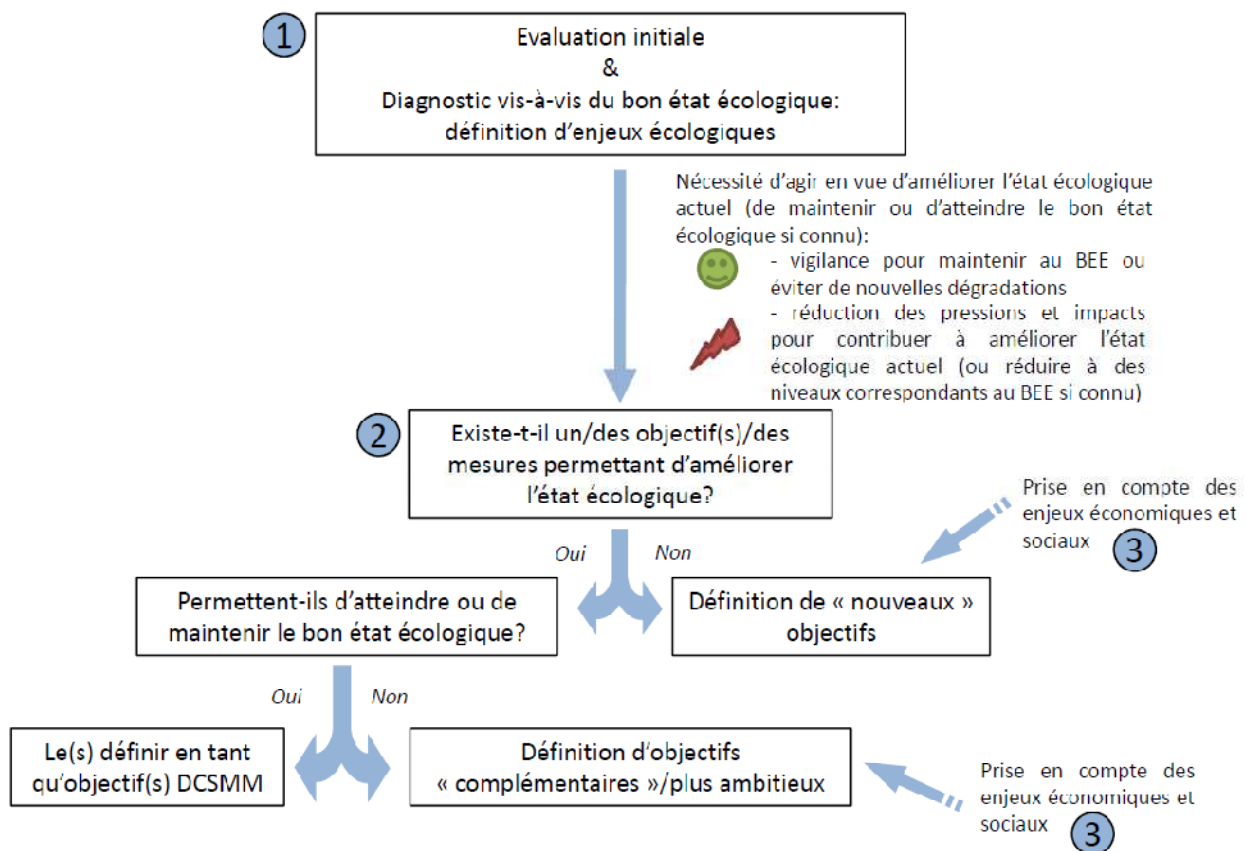 1
Evaluation initiale
&
Diagnostic vis-à-vis du bon état écologique:
définition d'enjeux écologiques
Nécessité d'agir en vue d'améliorer l'état écologique
actuel (de maintenir ou d'atteindre le bon état
écologique si connu):
- vigilance pour maintenir au BEE ou
éviter de nouvelles dégradations
- réduction des pressions et impacts
pour contribuer à améliorer l'état
écologique actuel (ou réduire à des
niveaux correspondants au BEE si connu)
2
Existe-t-il un/des objectif(s)/des
mesures permettant d'améliorer
l'état écologique?
Prise en compte des
enjeux économiques et
sociaux
3
Oui
Non
Permettent-ils d'atteindre ou de
maintenir le bon état écologique?
Définition de « nouveaux »
objectifs
Oui
Non
Le(s) définir en tant
qu'objectif(s) DCSMM
Définition d'objectifs
« complémentaires »/plus ambitieux
Prise en compte des
enjeux économiques et
sociaux
3